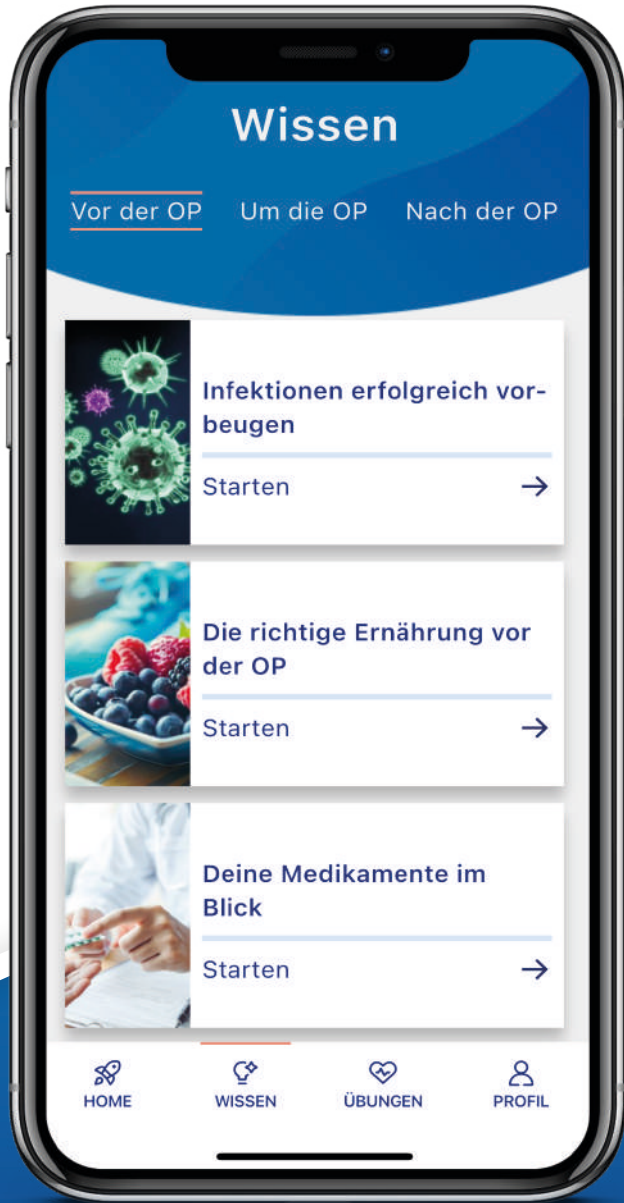 Wissen
Vor der OP Um die OP Nach der OP
Infektionen erfolgreich vor-
beugen
Starten
Die richtige Ernährung vor
der OP
Starten
Deine Medikamente im
Blick
Starten
HOME WISSEN ÜBUNGEN PROFIL